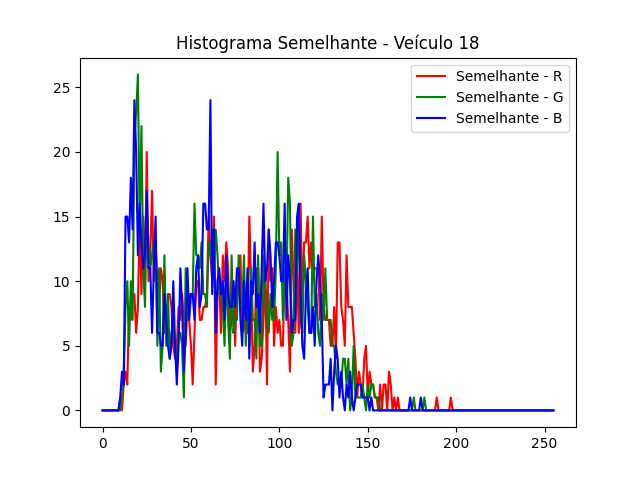 Histograma Semelhante - Veículo 18
Semelhante - R
Semelhante - G
Semelhante - B
25
20
15
10
5
0
0 50 100 150 200 250